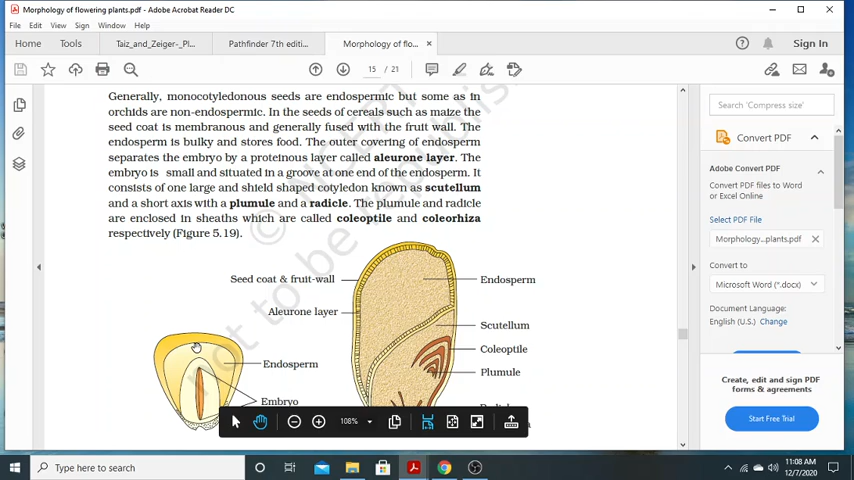 Morphology of flowering plants.pdf - Adobe Acrobat Reader DC
File Edit View Sign Window Help
Home Tools Taiz_and_Zeiger-_Pl... Pathfinder 7th editi... Morphology of flo... × Sign In
15 / 21
Generally, monocotyledonous seeds are endospermic but some as in
orchids are non-endospermic. In the seeds of cereals such as maize the
seed coat is membranous and generally fused with the fruit wall. The
endosperm is bulky and stores food. The outer covering of endosperm
separates the embryo by a proteinous layer called aleurone layer. The
embryo is small and situated in a groove at one end of the endosperm. It
consists of one large and shield shaped cotyledon known as scutellum
and a short axis with a plumule and a radicle. The plumule and radicle
are enclosed in sheaths which are called coleoptile and coleorhiza
respectively (Figure 5.19).
Seed coat & fruit-wall
Aleurone layer
Endosperm
Scutellum
Coleoptile
Plumule
Endosperm
Embryo
not to be republis
108%
Search 'Compress size'
Convert PDF
Adobe Convert PDF
Convert PDF files to Word
or Excel Online
Select PDF File
Morphology...plants.pdf ×
Convert to
Microsoft Word (*.docx)
Document Language:
English (U.S.) Change
Create, edit and sign PDF
forms & agreements
Start Free Trial
Type here to search
11:08 AM
12/7/2020